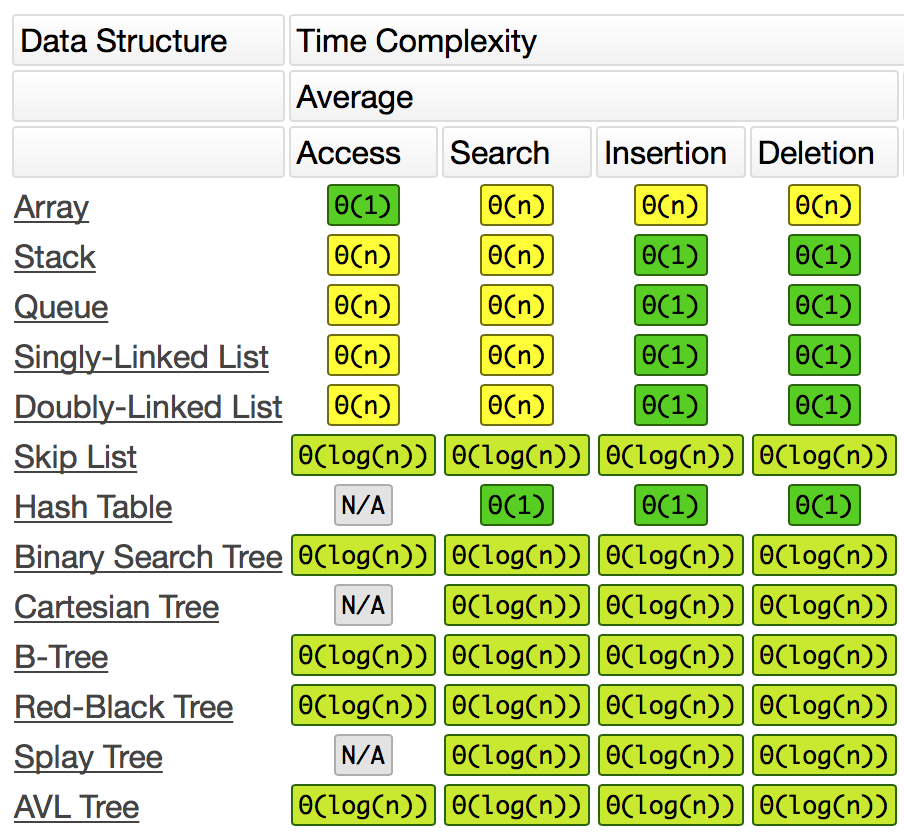 Data Structure Time Complexity
Average
Access Search Insertion Deletion
Array Θ(1) Θ(n) Θ(n) Θ(n)
Stack Θ(n) Θ(n) Θ(1) Θ(1)
Queue Θ(n) Θ(n) Θ(1) Θ(1)
Singly-Linked List Θ(n) Θ(n) Θ(1) Θ(1)
Doubly-Linked List Θ(n) Θ(n) Θ(1) Θ(1)
Skip List Θ(log(n)) Θ(log(n)) Θ(log(n)) Θ(log(n))
Hash Table N/A Θ(1) Θ(1) Θ(1)
Binary Search Tree Θ(log(n)) Θ(log(n)) Θ(log(n)) Θ(log(n))
Cartesian Tree N/A Θ(log(n)) Θ(log(n)) Θ(log(n))
B-Tree Θ(log(n)) Θ(log(n)) Θ(log(n)) Θ(log(n))
Red-Black Tree Θ(log(n)) Θ(log(n)) Θ(log(n)) Θ(log(n))
Splay Tree N/A Θ(log(n)) Θ(log(n)) Θ(log(n))
AVL Tree Θ(log(n)) Θ(log(n)) Θ(log(n)) Θ(log(n))